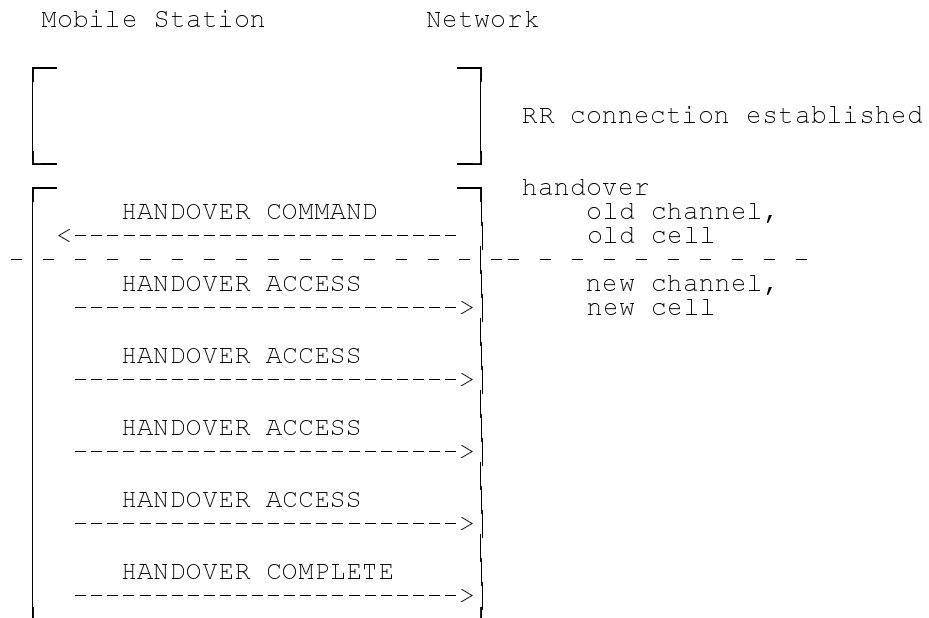 Mobile Station Network
RR connection established
handover
HANDOVER COMMAND old channel,
<------------------------ old cell
HANDOVER ACCESS new channel,
------------------------> new cell
HANDOVER ACCESS
------------------------>
HANDOVER ACCESS
------------------------>
HANDOVER ACCESS
------------------------>
HANDOVER COMPLETE
------------------------>